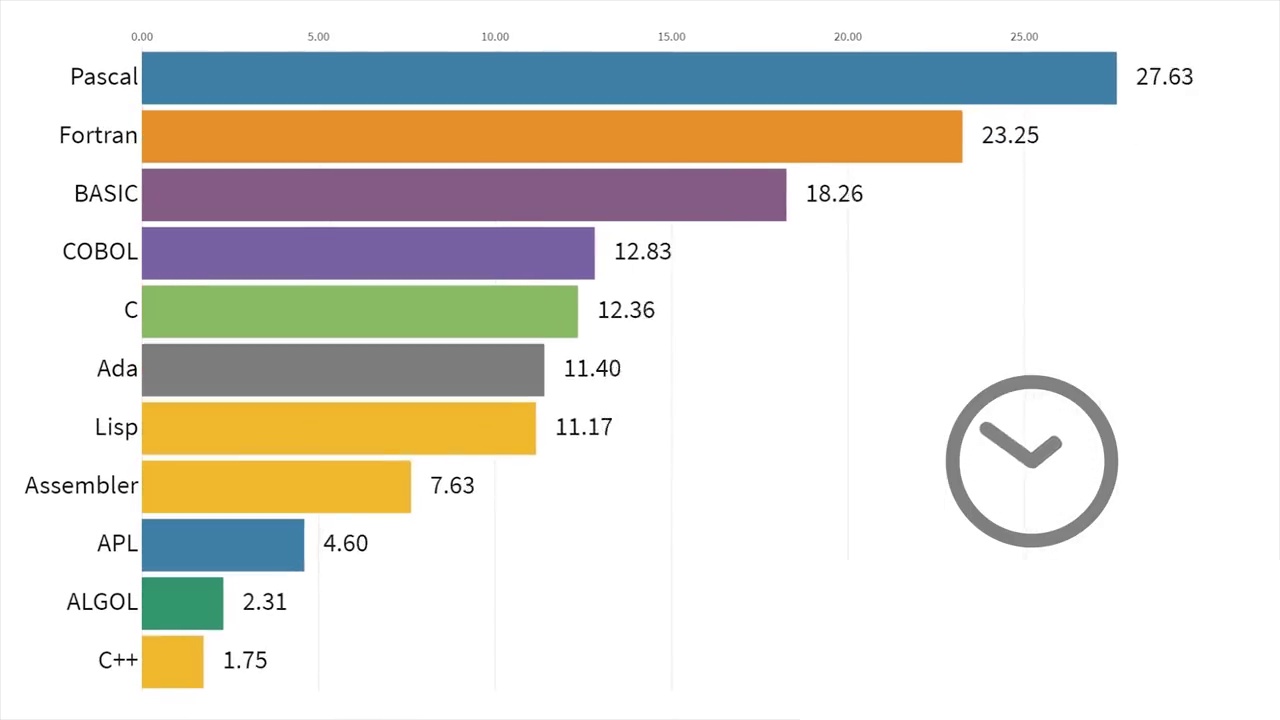 0.00 5.00 10.00 15.00 20.00 25.00
Pascal 27.63
Fortran 23.25
BASIC 18.26
COBOL 12.83
C 12.36
Ada 11.40
Lisp 11.17
Assembler 7.63
APL 4.60
ALGOL 2.31
C++ 1.75